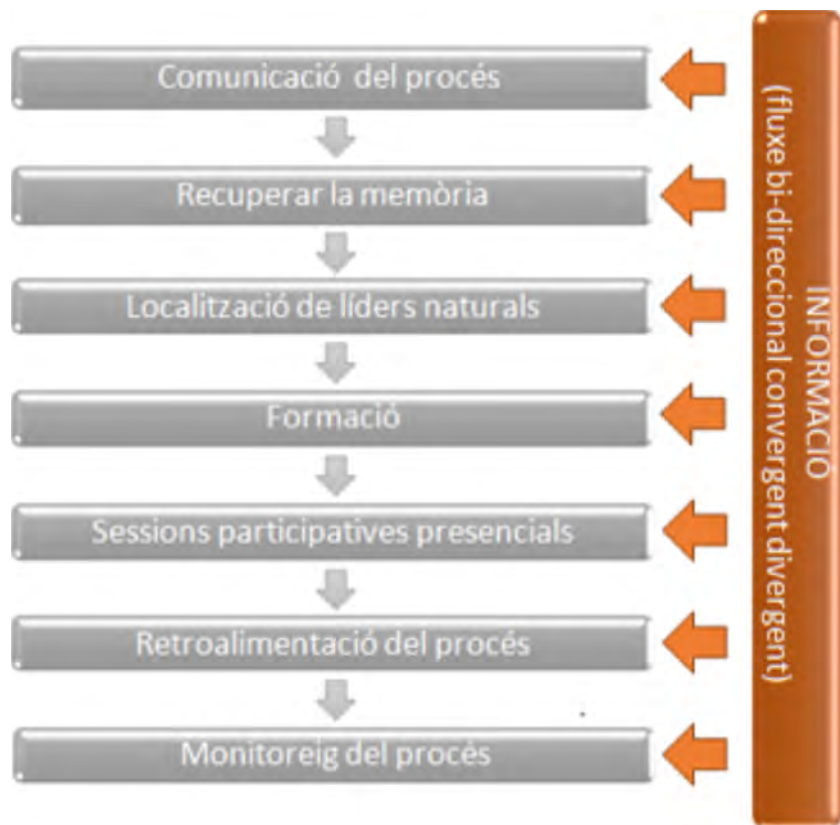 Comunicació del procés
Recuperar la memòria
Localització de líders naturals
Formació
Sessions participatives presencials
Retroalimentació del procés
Monitoreig del procés
INFORMACIÓ
(fluxe bi-direccional convergent divergent)